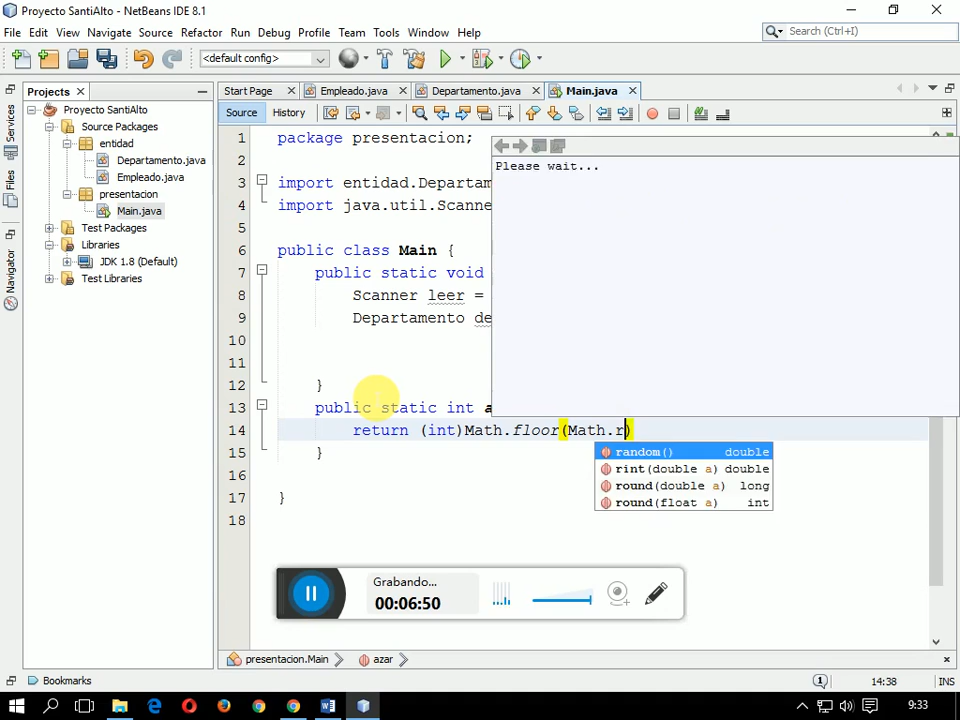 Proyecto SantiAlto - NetBeans IDE 8.1
File Edit View Navigate Source Refactor Run Debug Profile Team Tools Window Help
Search (Ctrl+I)
<default config>
Projects
Start Page
Empleado.java
Departamento.java
Main.java
Source
History
Services
Files
Navigator
Proyecto SantiAlto
Source Packages
entidad
Departamento.java
Empleado.java
presentacion
Main.java
Test Packages
Libraries
JDK 1.8 (Default)
Test Libraries
1 package presentacion;
2
3 import entidad.Departam
4 import java.util.Scanne
5
6 public class Main {
7 public static void
8 Scanner leer =
9 Departamento de
10
11
12 }
13 public static int a
14 return (int)Math.floor(Math.r)
15 }
16
17 }
18
Please wait...
random() double
rint(double a) double
round(double a) long
round(float a) int
Grabando...
00:06:50
presentacion.Main
azar
Bookmarks
1
14:38
INS
9:33